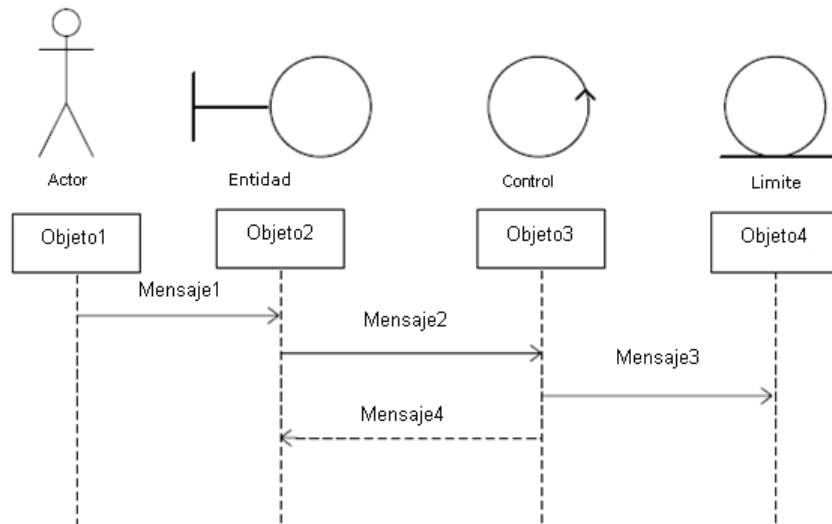 Actor
Entidad
Control
Limite
Objeto1
Objeto2
Objeto3
Objeto4
Mensaje1
Mensaje2
Mensaje3
Mensaje4